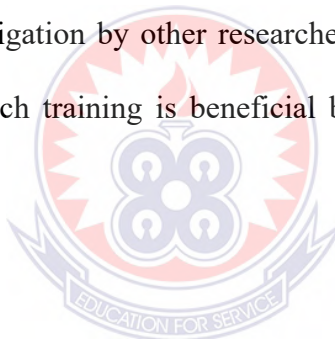 igation by other researche
ch training is beneficial b
EDUCATION FOR SERVICE